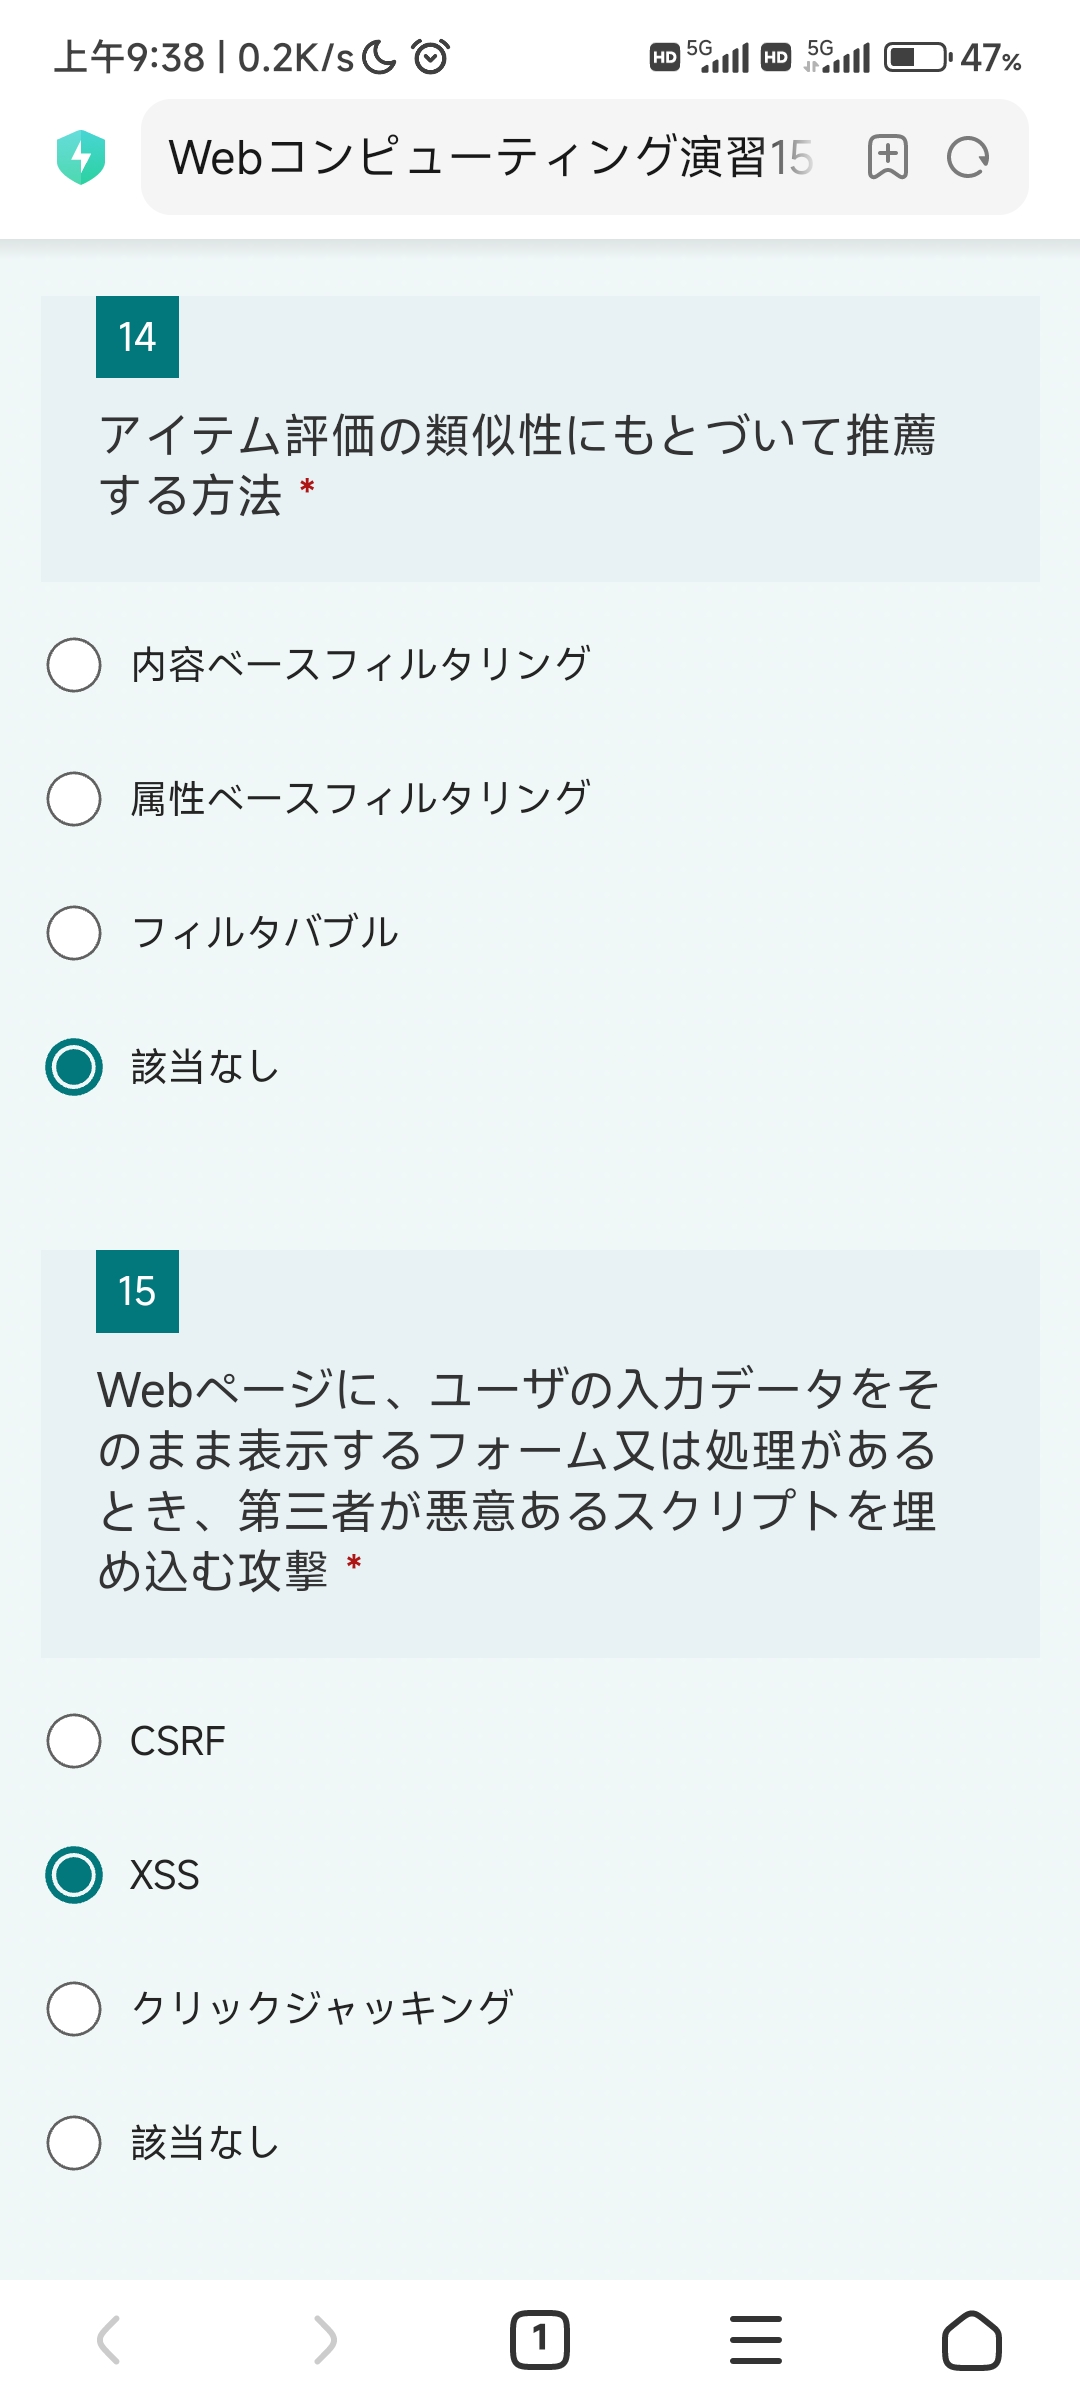 上午9:38 | 0.2K/s HD 5G HD 5G 47%
Webコンピューティング演習15
14
アイテム評価の類似性にもとづいて推薦
する方法 *
内容ベースフィルタリング
属性ベースフィルタリング
フィルタバブル
該当なし
15
Webページに、ユーザの入力データをそ
のまま表示するフォーム又は処理がある
とき、第三者が悪意あるスクリプトを埋
め込む攻撃 *
CSRF
XSS
クリックジャッキング
該当なし
1